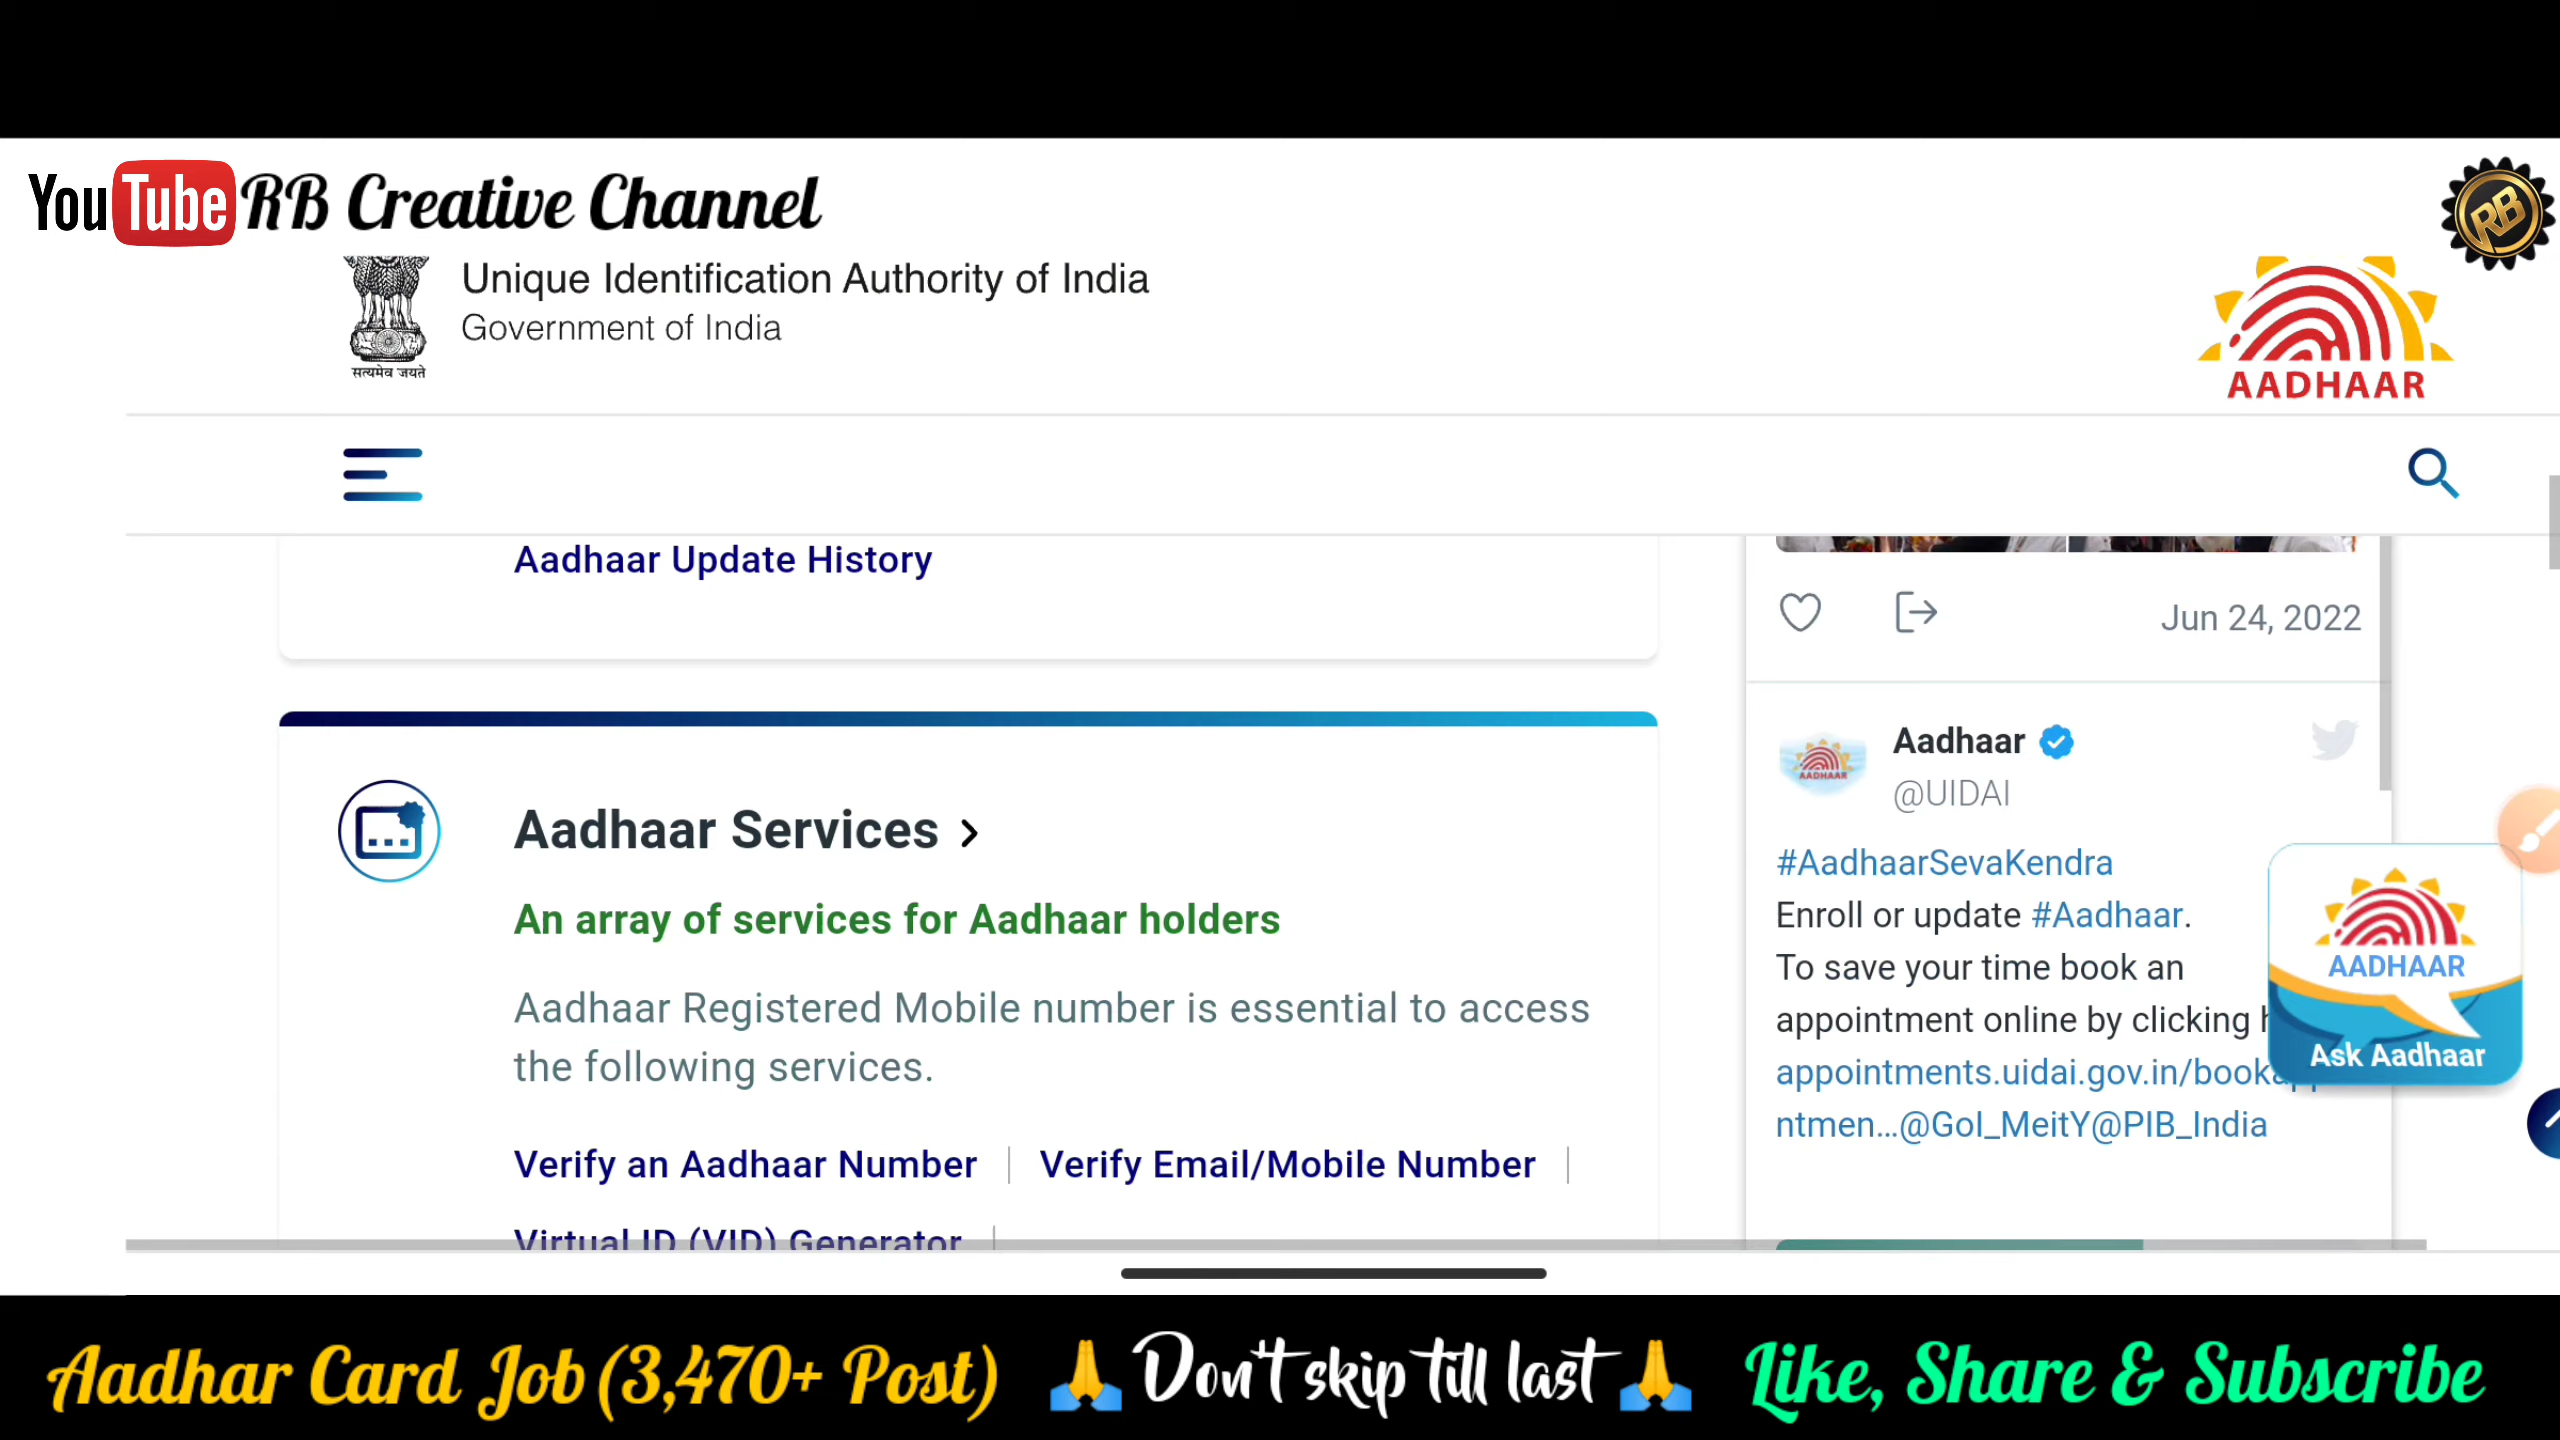 YouTube RB Creative Channel
RB
Unique Identification Authority of India
Government of India
सत्यमेव जयते
AADHAAR
Aadhaar Update History
Jun 24, 2022
Aadhaar Services
An array of services for Aadhaar holders
Aadhaar Registered Mobile number is essential to access
the following services.
Verify an Aadhaar Number
Verify Email/Mobile Number
Virtual ID (VID) Generator
Aadhaar
@UIDAI
AADHAAR
#AadhaarSevaKendra
Enroll or update #Aadhaar.
To save your time book an
appointment online by clicking
appointments.uidai.gov.in/book
ntmen...@GoI_MeitY@PIB_India
AADHAAR
Ask Aadhaar
Aadhar Card Job (3,470+ Post) 🙏 Don't skip till last 🙏 Like, Share & Subscribe